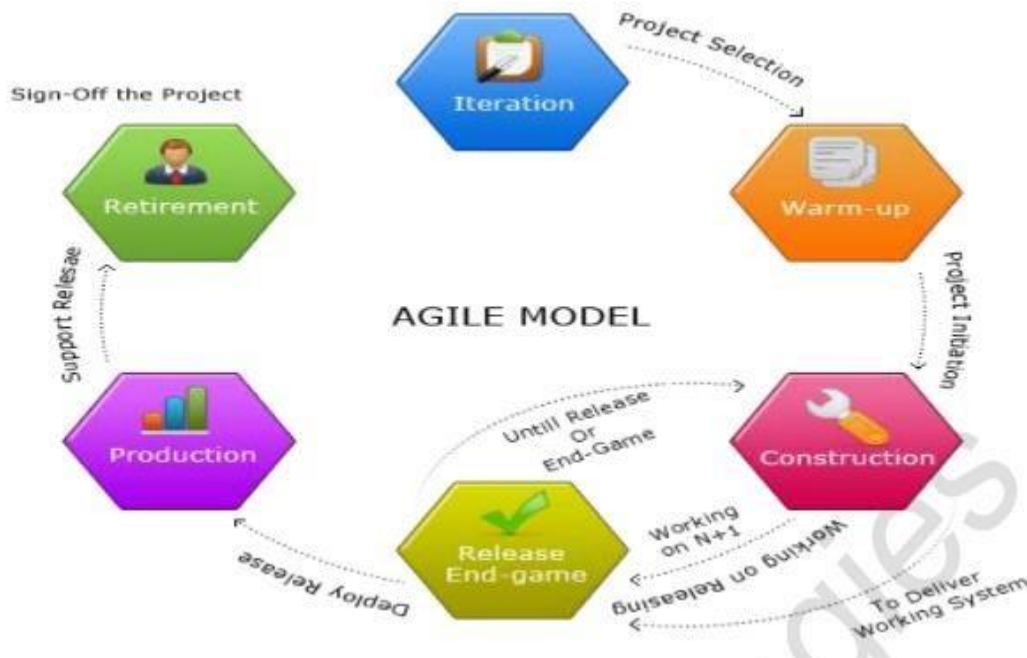 Project Selection
Iteration
Sign-Off the Project
Retirement
Warm-up
Support Relesae
Project Initiation
AGILE MODEL
Untill Release
Or
End-Game
Production
Construction
Working
on N+1
Working on Releasing
Release
End-game
Deploy Release
To Deliver
Working System